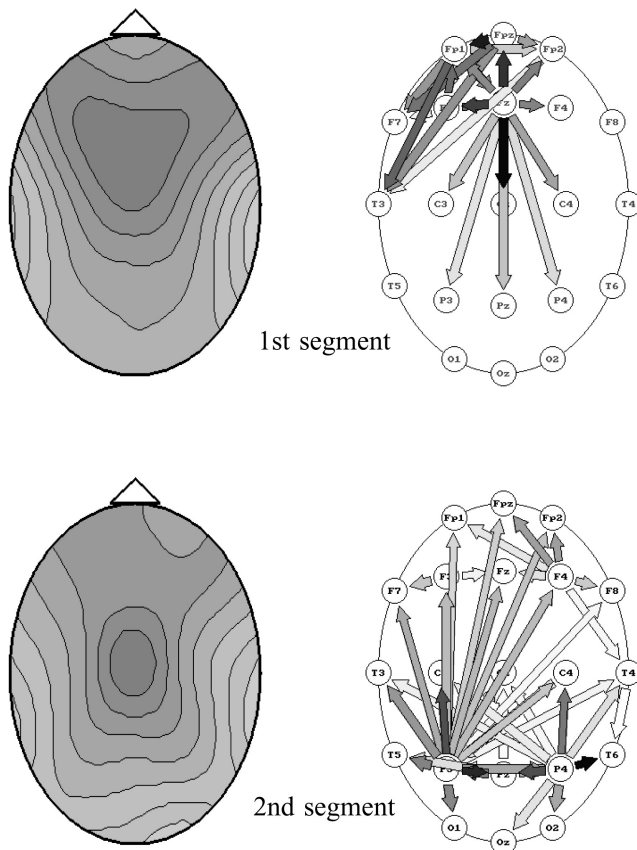 Fpz
Fp1 Fp2
F7 Fz F4 F8
T3 C3 C4 T4
T5 T6
P3 Pz P4
1st segment
O1 O2
Oz
Fpz
Fp1 Fp2
F7 Fz F4 F8
T3 C4 T4
T5 T6
P4
2nd segment
O1 O2
Oz